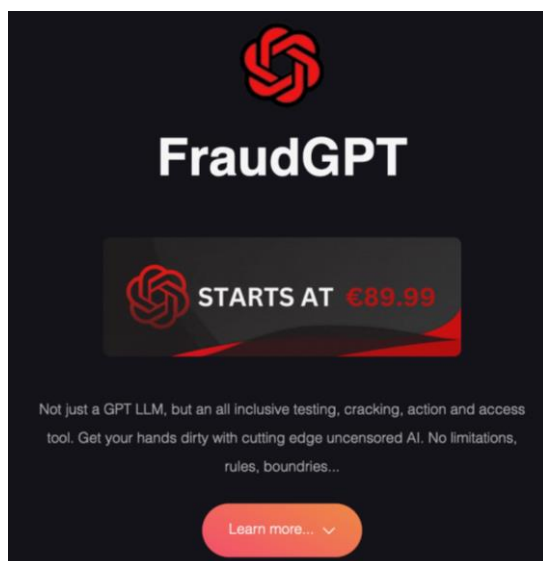 FraudGPT
STARTS AT €89.99
Not just a GPT LLM, but an all inclusive testing, cracking, action and access
tool. Get your hands dirty with cutting edge uncensored AI. No limitations,
rules, boundries...
Learn more...